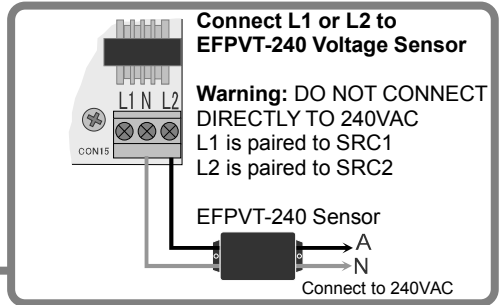 Connect L1 or L2 to
EFPVT-240 Voltage Sensor
Warning: DO NOT CONNECT
DIRECTLY TO 240VAC
L1 is paired to SRC1
L2 is paired to SRC2
L1 N L2
CON15
EFPVT-240 Sensor
A
N
Connect to 240VAC